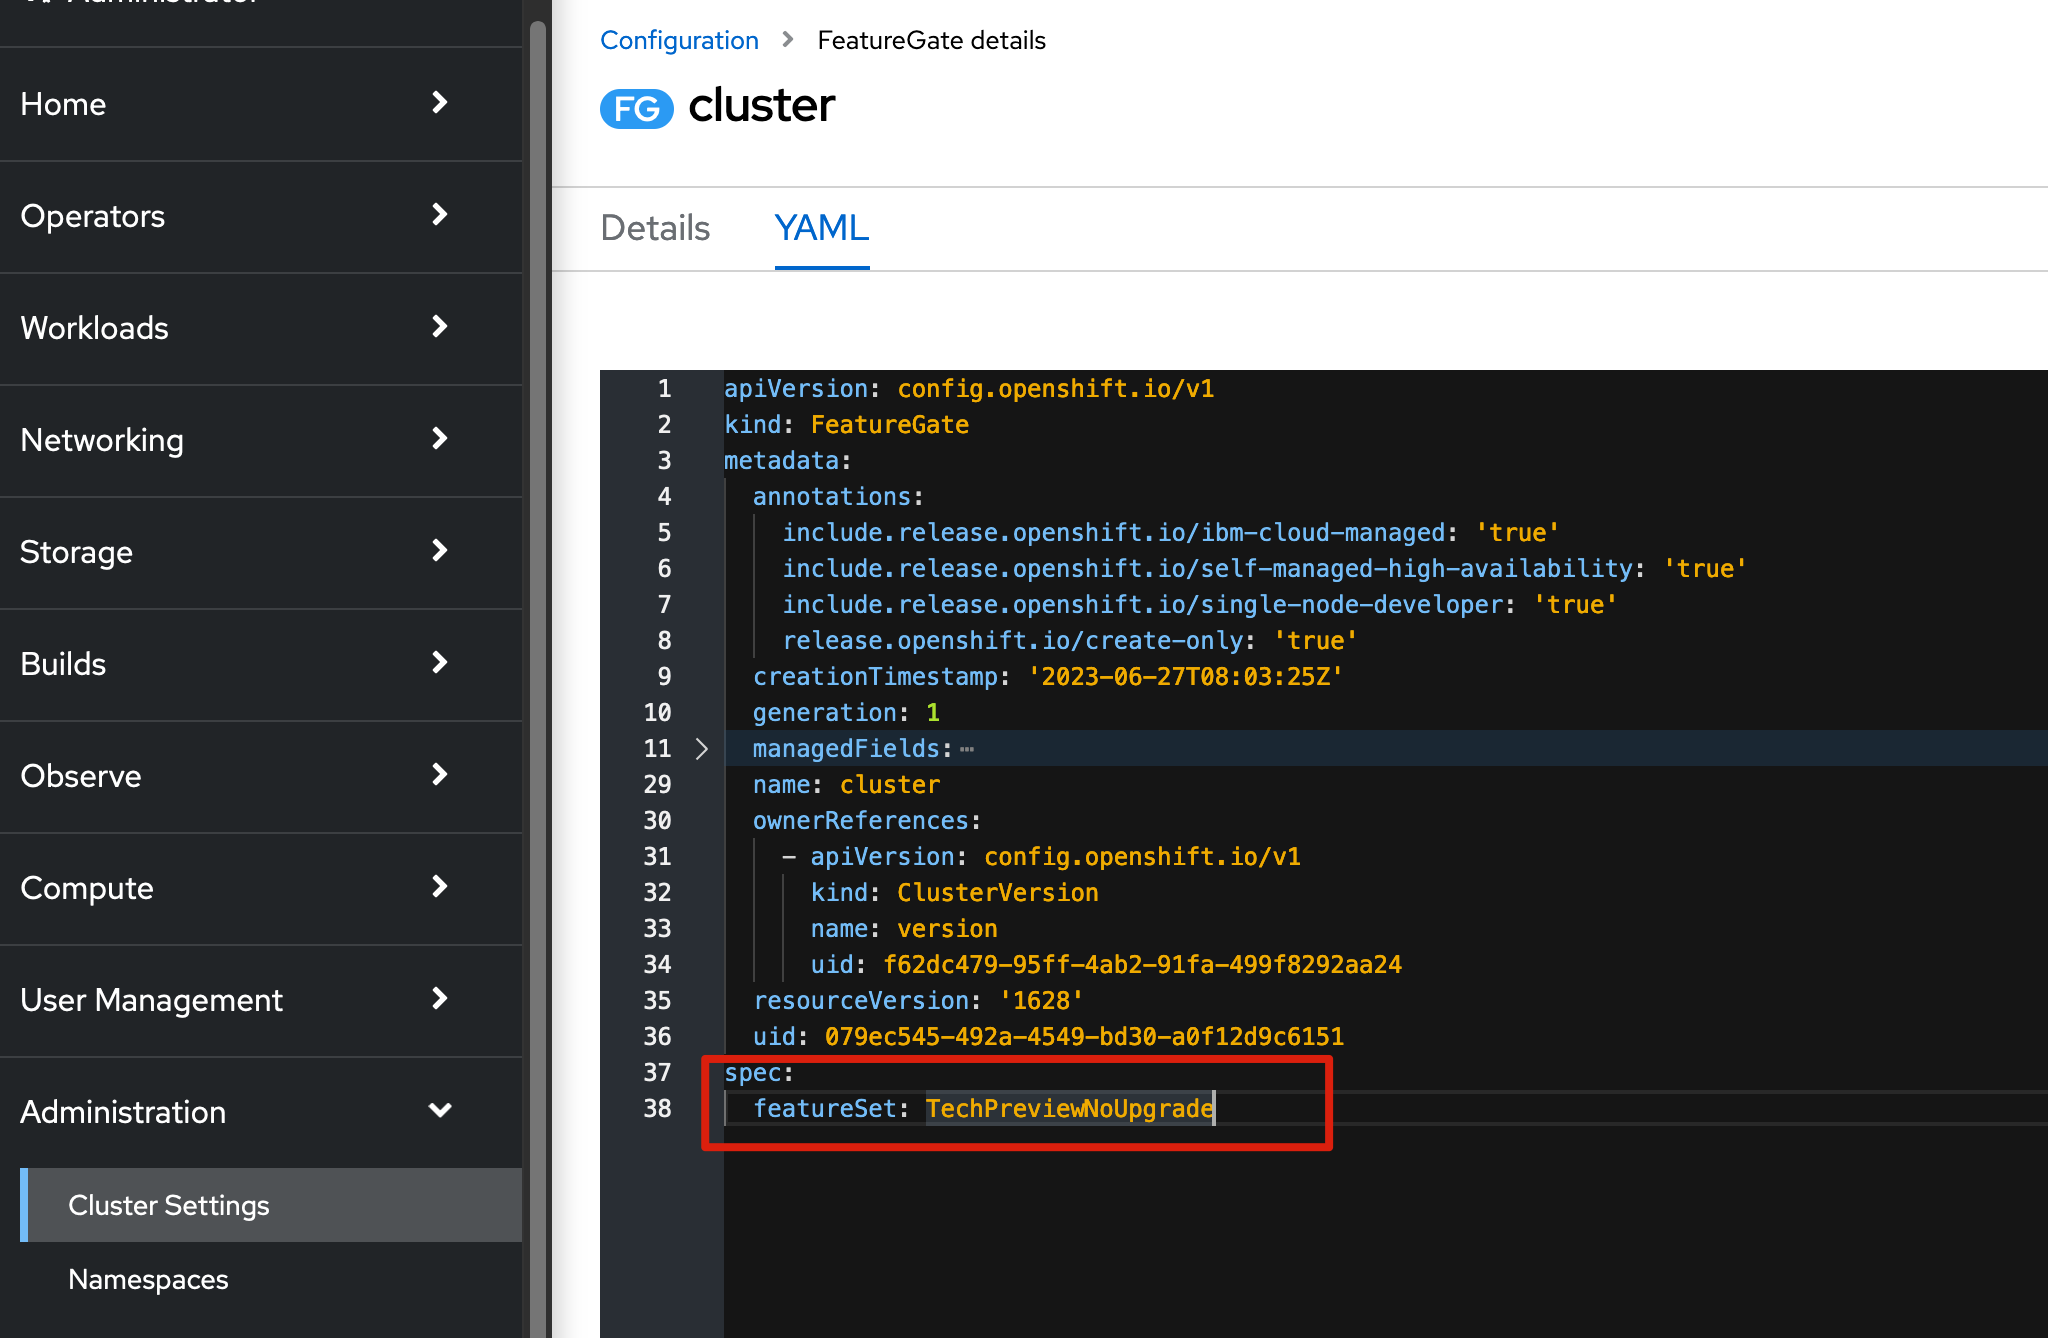 Administrator
Home
Operators
Workloads
Networking
Storage
Builds
Observe
Compute
User Management
Administration
Cluster Settings
Namespaces
Configuration > FeatureGate details
FG cluster
Details YAML
1 apiVersion: config.openshift.io/v1
2 kind: FeatureGate
3 metadata:
4 annotations:
5 include.release.openshift.io/ibm-cloud-managed: 'true'
6 include.release.openshift.io/self-managed-high-availability: 'true'
7 include.release.openshift.io/single-node-developer: 'true'
8 release.openshift.io/create-only: 'true'
9 creationTimestamp: '2023-06-27T08:03:25Z'
10 generation: 1
11 managedFields:⋯
29 name: cluster
30 ownerReferences:
31 - apiVersion: config.openshift.io/v1
32 kind: ClusterVersion
33 name: version
34 uid: f62dc479-95ff-4ab2-91fa-499f8292aa24
35 resourceVersion: '1628'
36 uid: 079ec545-492a-4549-bd30-a0f12d9c6151
37 spec:
38 featureSet: TechPreviewNoUpgrade